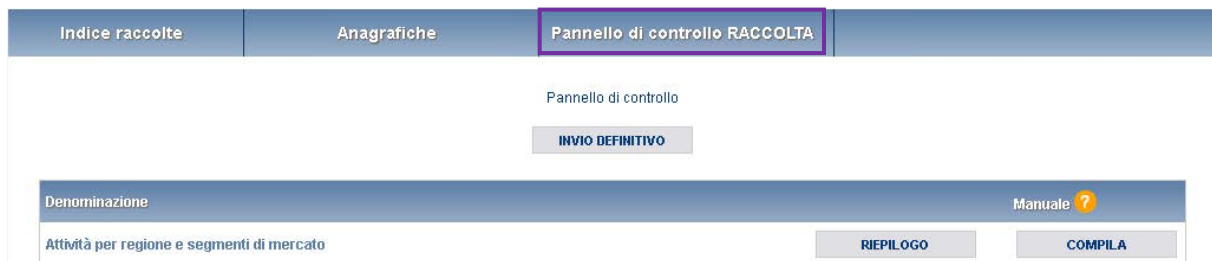 Indice raccolte Anagrafiche Pannello di controllo RACCOLTA
Pannello di controllo
INVIO DEFINITIVO
Denominazione Manuale ?
Attività per regione e segmenti di mercato RIEPILOGO COMPILA